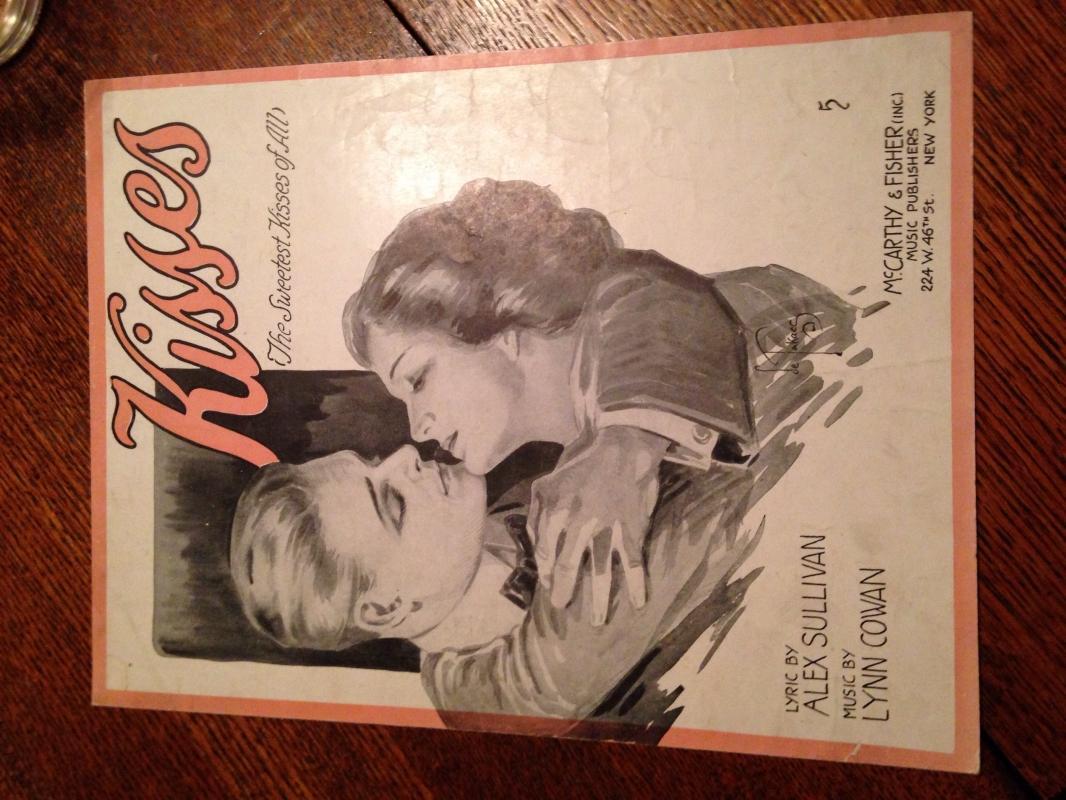 Kisses
(The Sweetest Kisses of All)
LYRIC BY
ALEX SULLIVAN
MUSIC BY
LYNN COWAN
5
McCARTHY & FISHER (INC.)
MUSIC PUBLISHERS
224 W. 46TH St. NEW YORK